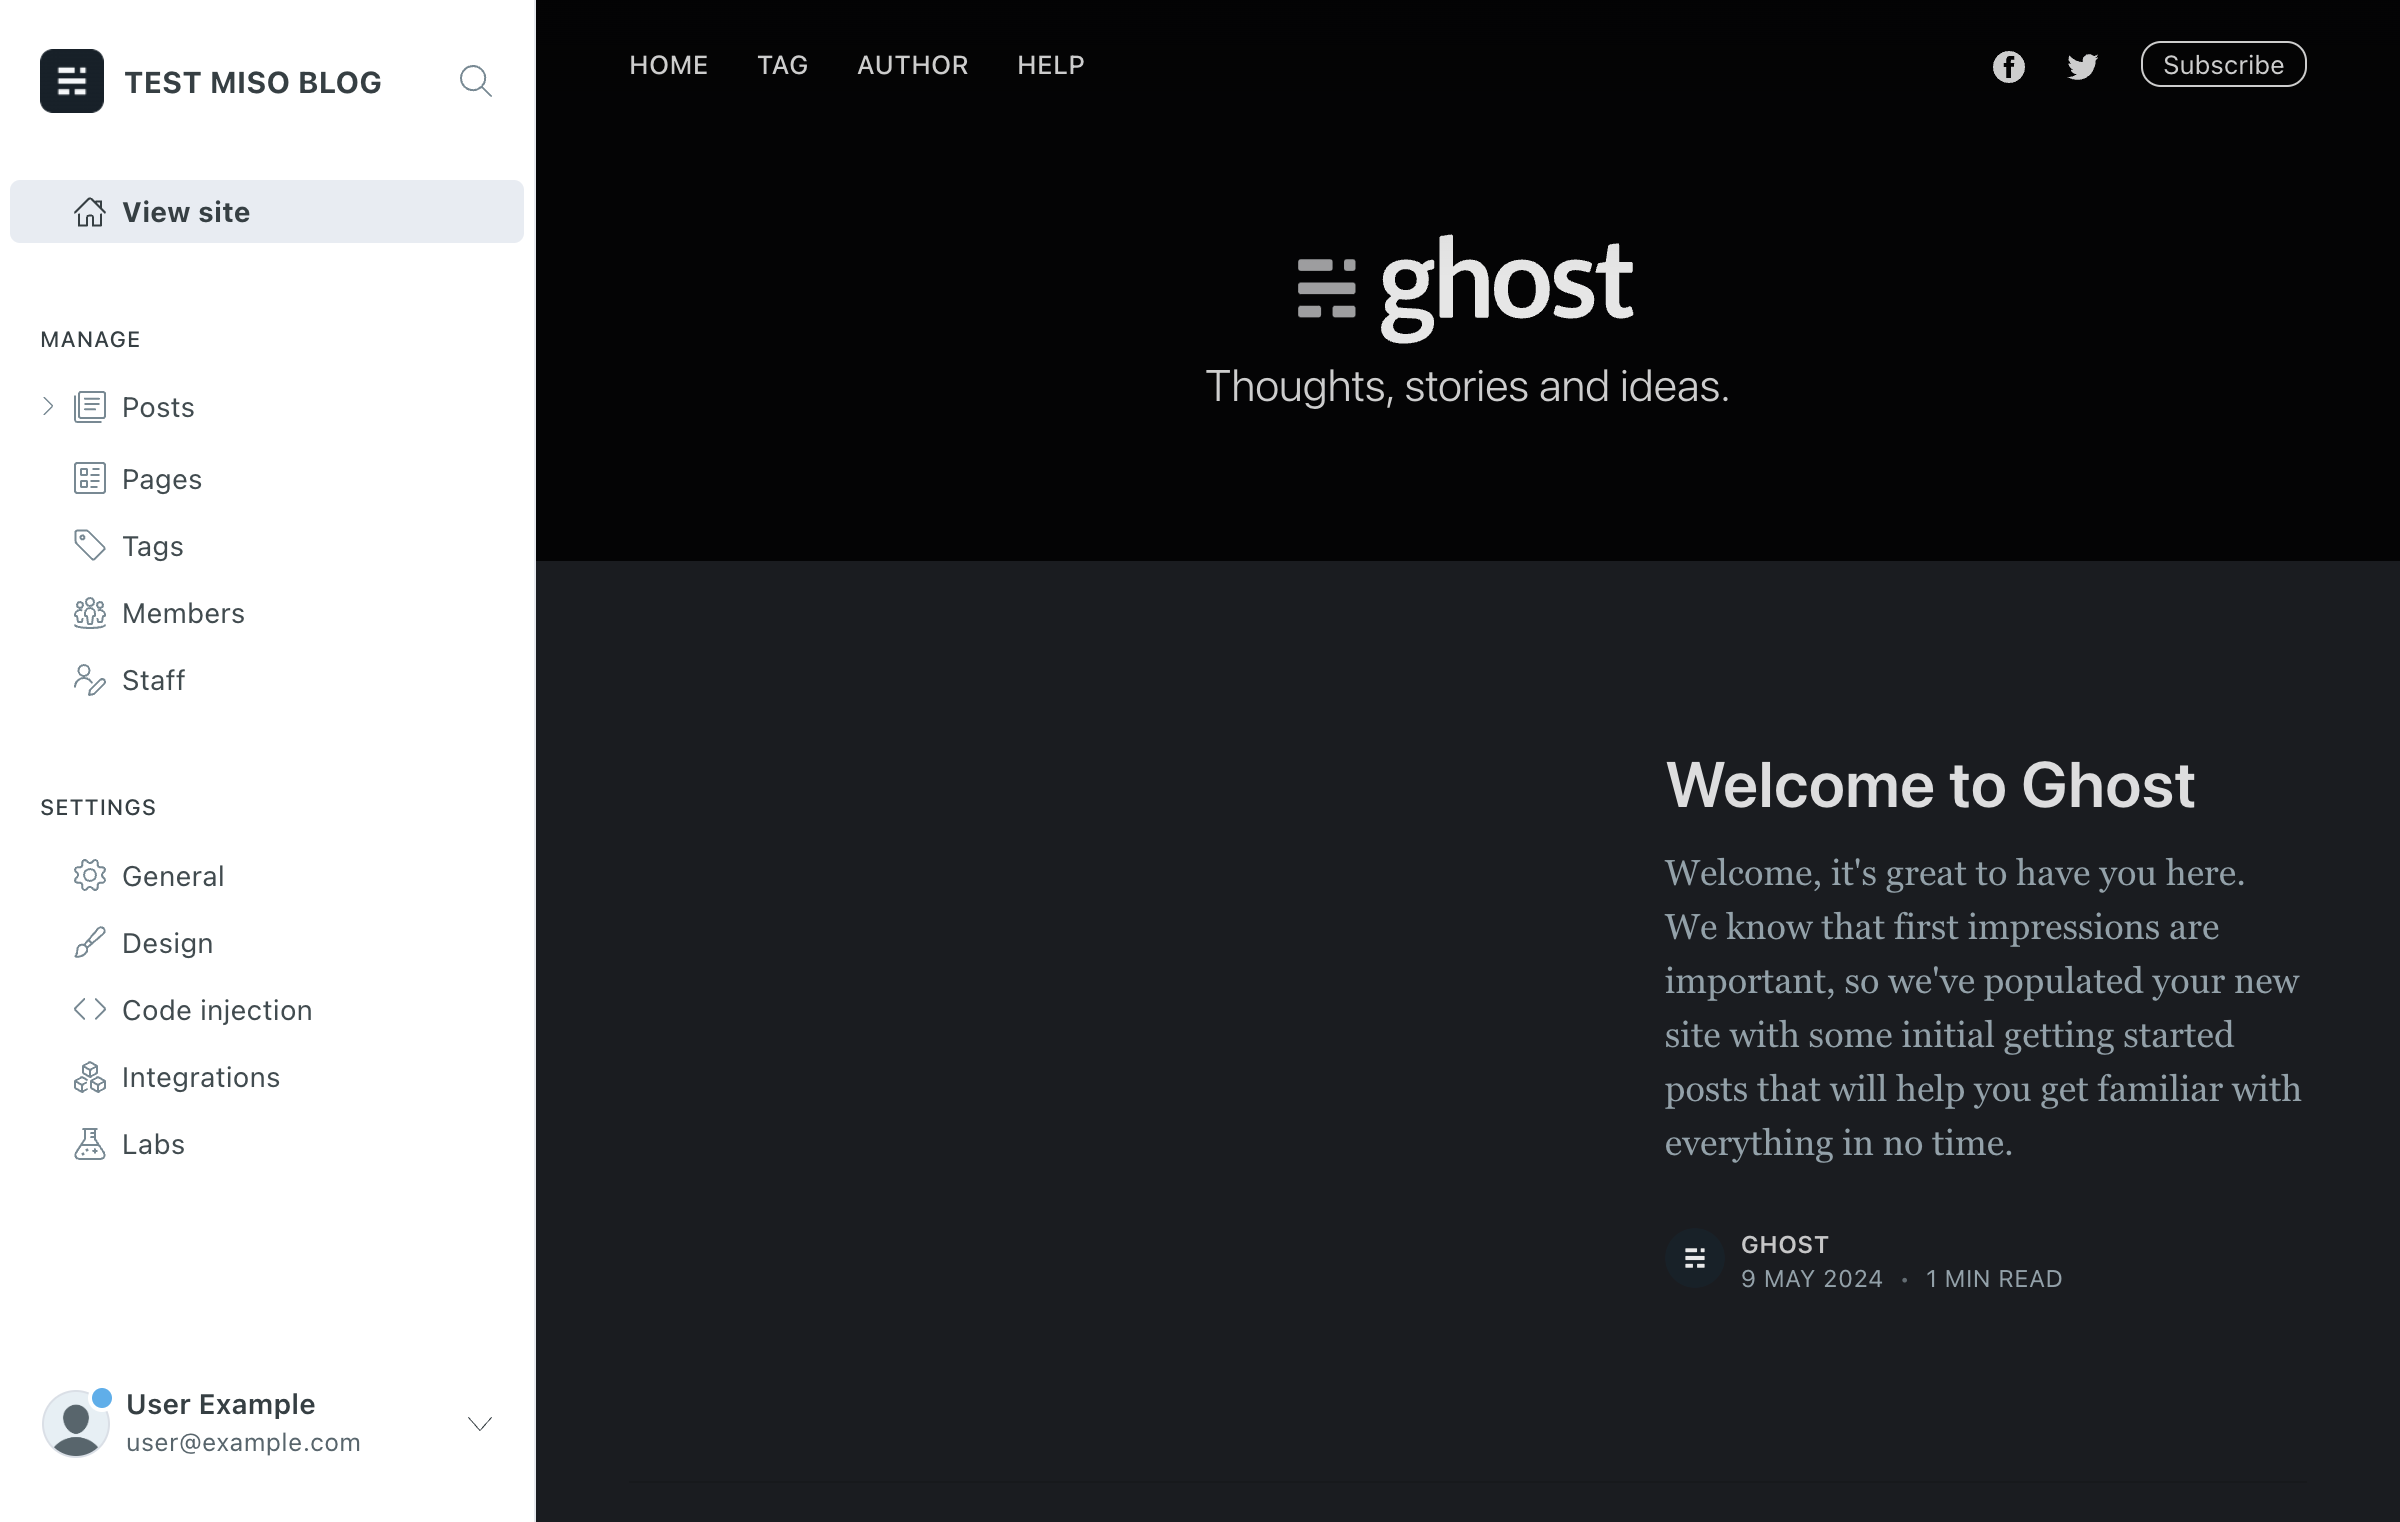 TEST MISO BLOG
View site
MANAGE
Posts
Pages
Tags
Members
Staff
SETTINGS
General
Design
Code injection
Integrations
Labs
User Example
user@example.com
HOME TAG AUTHOR HELP
Subscribe
ghost
Thoughts, stories and ideas.
Welcome to Ghost
Welcome, it's great to have you here.
We know that first impressions are
important, so we've populated your new
site with some initial getting started
posts that will help you get familiar with
everything in no time.
GHOST
9 MAY 2024 • 1 MIN READ